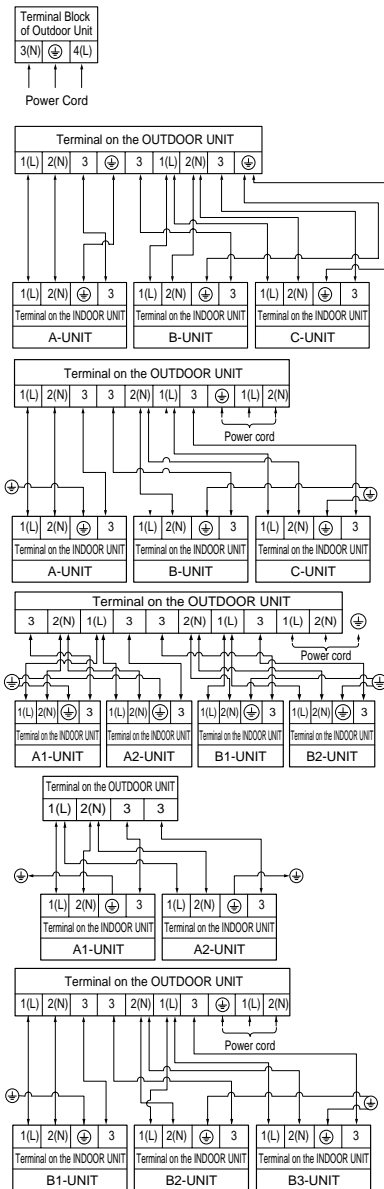 Terminal Block
of Outdoor Unit
3(N) ⏚ 4(L)
Power Cord
Terminal on the OUTDOOR UNIT
1(L) 2(N) 3 ⏚ 3 1(L) 2(N) 3 ⏚
1(L) 2(N) ⏚ 3 1(L) 2(N) ⏚ 3 1(L) 2(N) ⏚ 3
Terminal on the INDOOR UNIT Terminal on the INDOOR UNIT Terminal on the INDOOR UNIT
A-UNIT B-UNIT C-UNIT
Terminal on the OUTDOOR UNIT
1(L) 2(N) 3 3 2(N) 1(L) 3 ⏚ 1(L) 2(N)
Power cord
⏚ ⏚
1(L) 2(N) ⏚ 3 1(L) 2(N) ⏚ 3 1(L) 2(N) ⏚ 3
Terminal on the INDOOR UNIT Terminal on the INDOOR UNIT Terminal on the INDOOR UNIT
A-UNIT B-UNIT C-UNIT
Terminal on the OUTDOOR UNIT
3 2(N) 1(L) 3 3 2(N) 1(L) 3 1(L) 2(N) ⏚
Power cord
⏚ ⏚
1(L) 2(N) ⏚ 3 1(L) 2(N) ⏚ 3 1(L) 2(N) ⏚ 3 1(L) 2(N) ⏚ 3
Terminal on the INDOOR UNIT Terminal on the INDOOR UNIT Terminal on the INDOOR UNIT Terminal on the INDOOR UNIT
A1-UNIT A2-UNIT B1-UNIT B2-UNIT
Terminal on the OUTDOOR UNIT
1(L) 2(N) 3 3
⏚ ⏚
1(L) 2(N) ⏚ 3 1(L) 2(N) ⏚ 3
Terminal on the INDOOR UNIT Terminal on the INDOOR UNIT
A1-UNIT A2-UNIT
Terminal on the OUTDOOR UNIT
1(L) 2(N) 3 3 2(N) 1(L) 3 ⏚ 1(L) 2(N)
Power cord
⏚ ⏚
1(L) 2(N) ⏚ 3 1(L) 2(N) ⏚ 3 1(L) 2(N) ⏚ 3
Terminal on the INDOOR UNIT Terminal on the INDOOR UNIT Terminal on the INDOOR UNIT
B1-UNIT B2-UNIT B3-UNIT